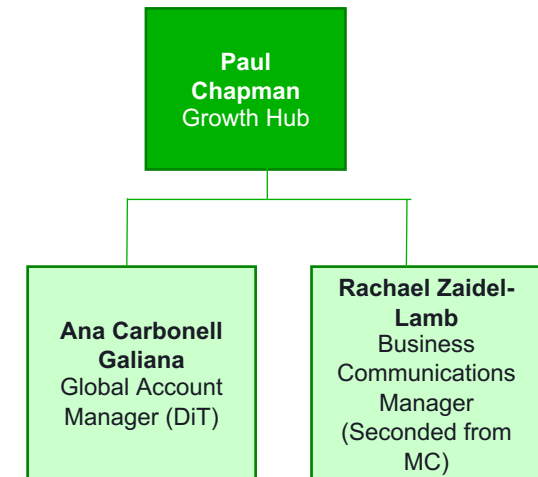 Paul
Chapman
Growth Hub
Ana Carbonell
Galiana
Global Account
Manager (DiT)
Rachael Zaidel-
Lamb
Business
Communications
Manager
(Seconded from
MC)